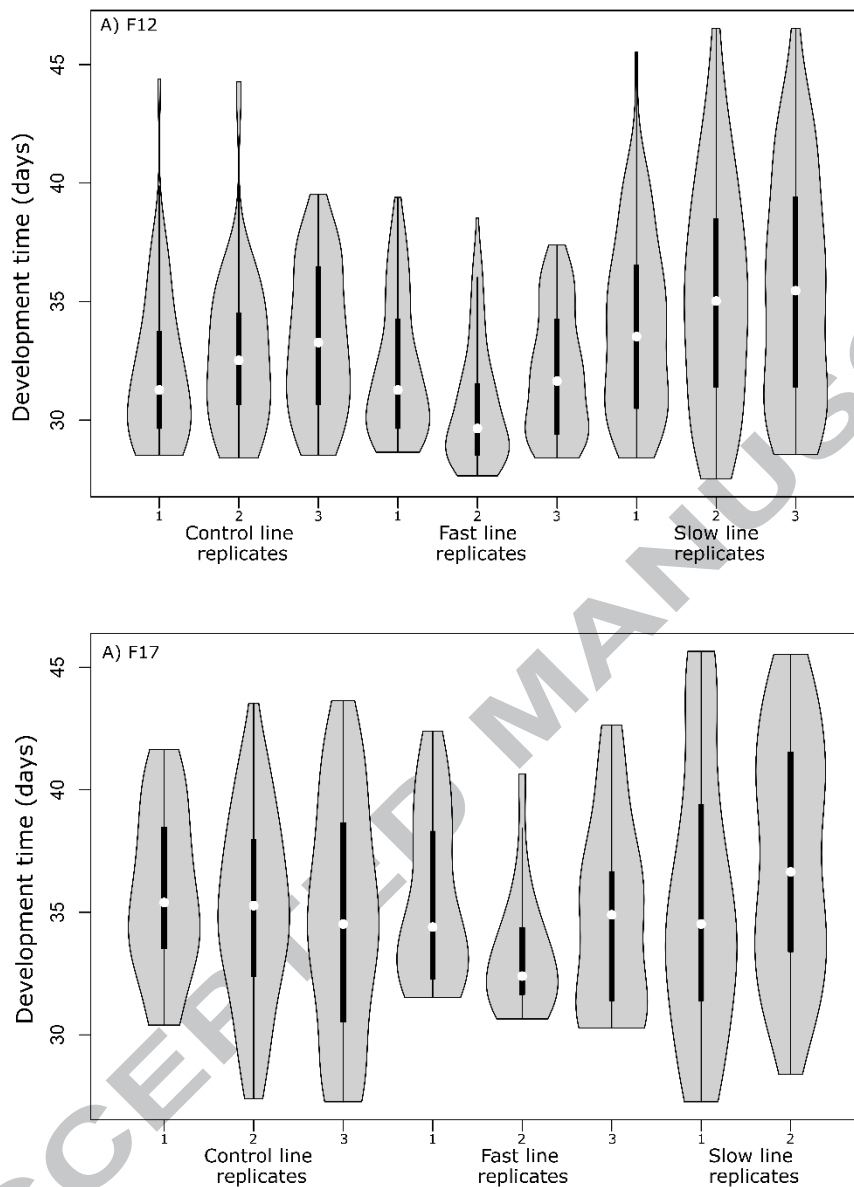 A) F12
Development time (days)
45
40
35
30
1 2 3 1 2 3 1 2 3
Control line replicates
Fast line replicates
Slow line replicates
A) F17
Development time (days)
45
40
35
30
1 2 3 1 2 3 1 2
Control line replicates
Fast line replicates
Slow line replicates
CEPTED MANUSC